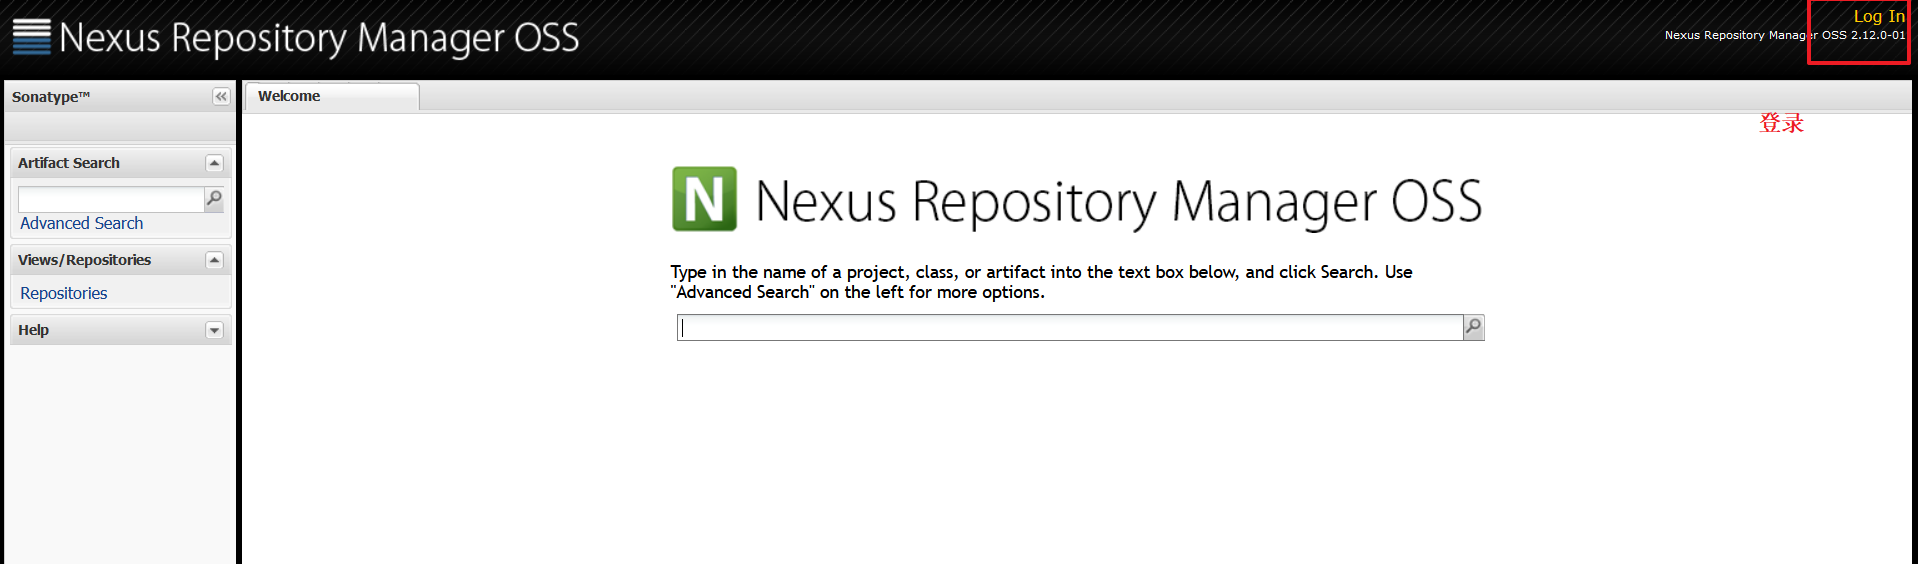 Nexus Repository Manager OSS
Log In
Nexus Repository Manager OSS 2.12.0-01
Sonatype™
Welcome
登录
Artifact Search
Advanced Search
Views/Repositories
Repositories
Help
N Nexus Repository Manager OSS
Type in the name of a project, class, or artifact into the text box below, and click Search. Use
"Advanced Search" on the left for more options.